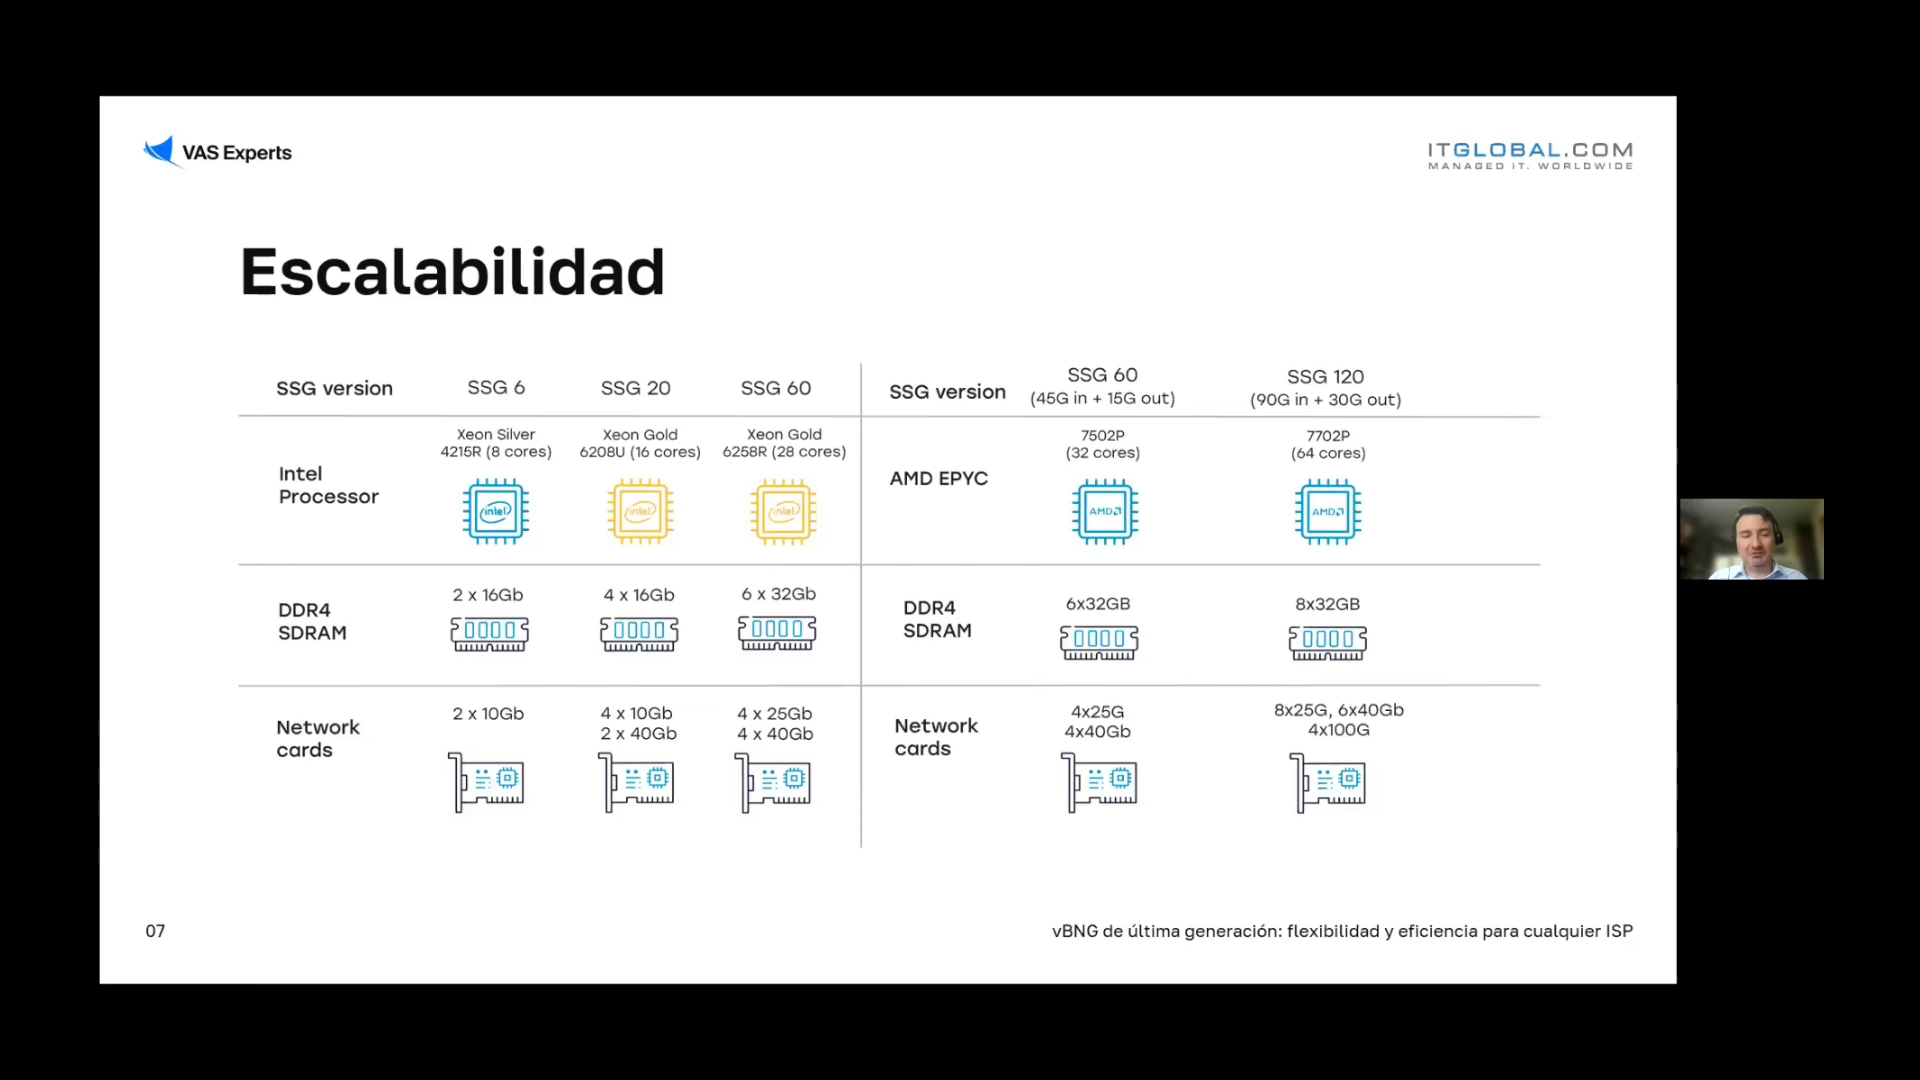 VAS Experts
ITGLOBAL.COM
MANAGED IT. WORLDWIDE
Escalabilidad
SSG version
SSG 6
SSG 20
SSG 60
Intel
Processor
Xeon Silver
4215R (8 cores)
Xeon Gold
6208U (16 cores)
Xeon Gold
6258R (28 cores)
intel
intel
intel
DDR4
SDRAM
2 x 16Gb
4 x 16Gb
6 x 32Gb
Network
cards
2 x 10Gb
4 x 10Gb
2 x 40Gb
4 x 25Gb
4 x 40Gb
SSG version
SSG 60
(45G in + 15G out)
SSG 120
(90G in + 30G out)
AMD EPYC
7502P
(32 cores)
7702P
(64 cores)
AMD
AMD
DDR4
SDRAM
6x32GB
8x32GB
Network
cards
4x25G
4x40Gb
8x25G, 6x40Gb
4x100G
07
vBNG de última generación: flexibilidad y eficiencia para cualquier ISP